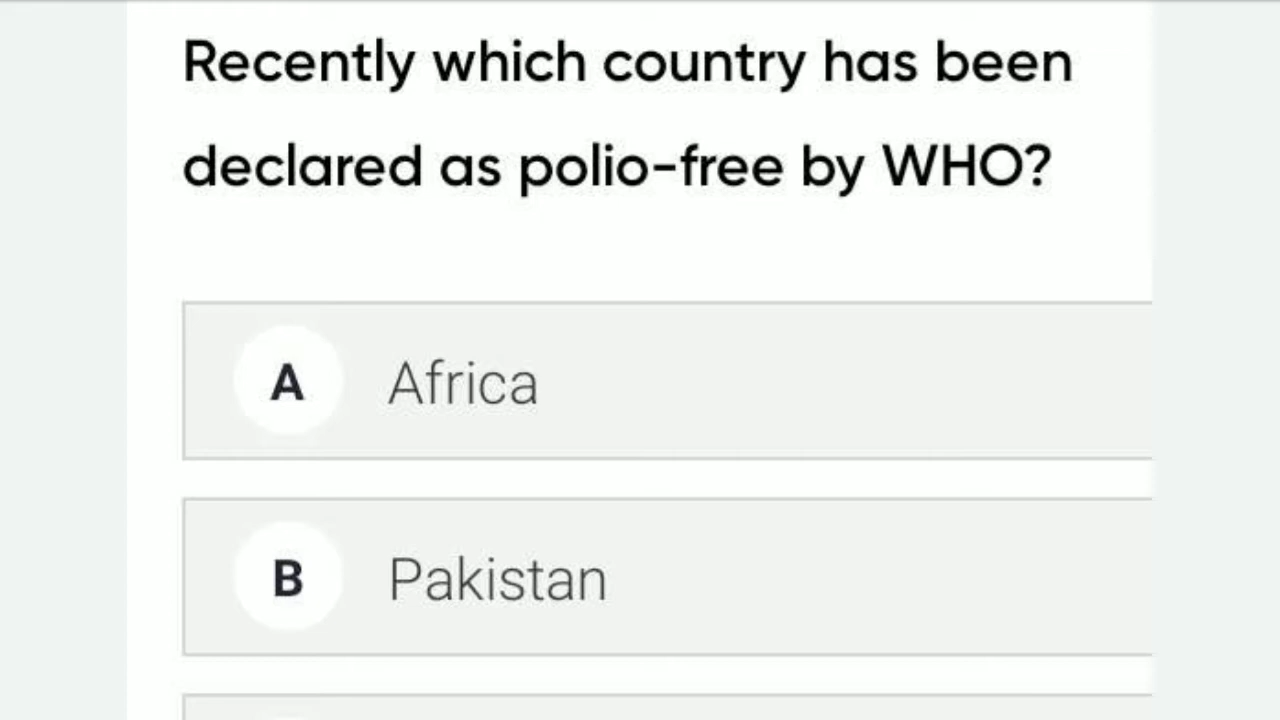 Recently which country has been
declared as polio-free by WHO?
A Africa
B Pakistan